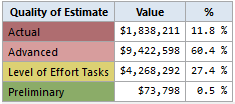 Quality of Estimate Value %
Actual $1,838,211 11.8 %
Advanced $9,422,598 60.4 %
Level of Effort Tasks $4,268,292 27.4 %
Preliminary $73,798 0.5 %